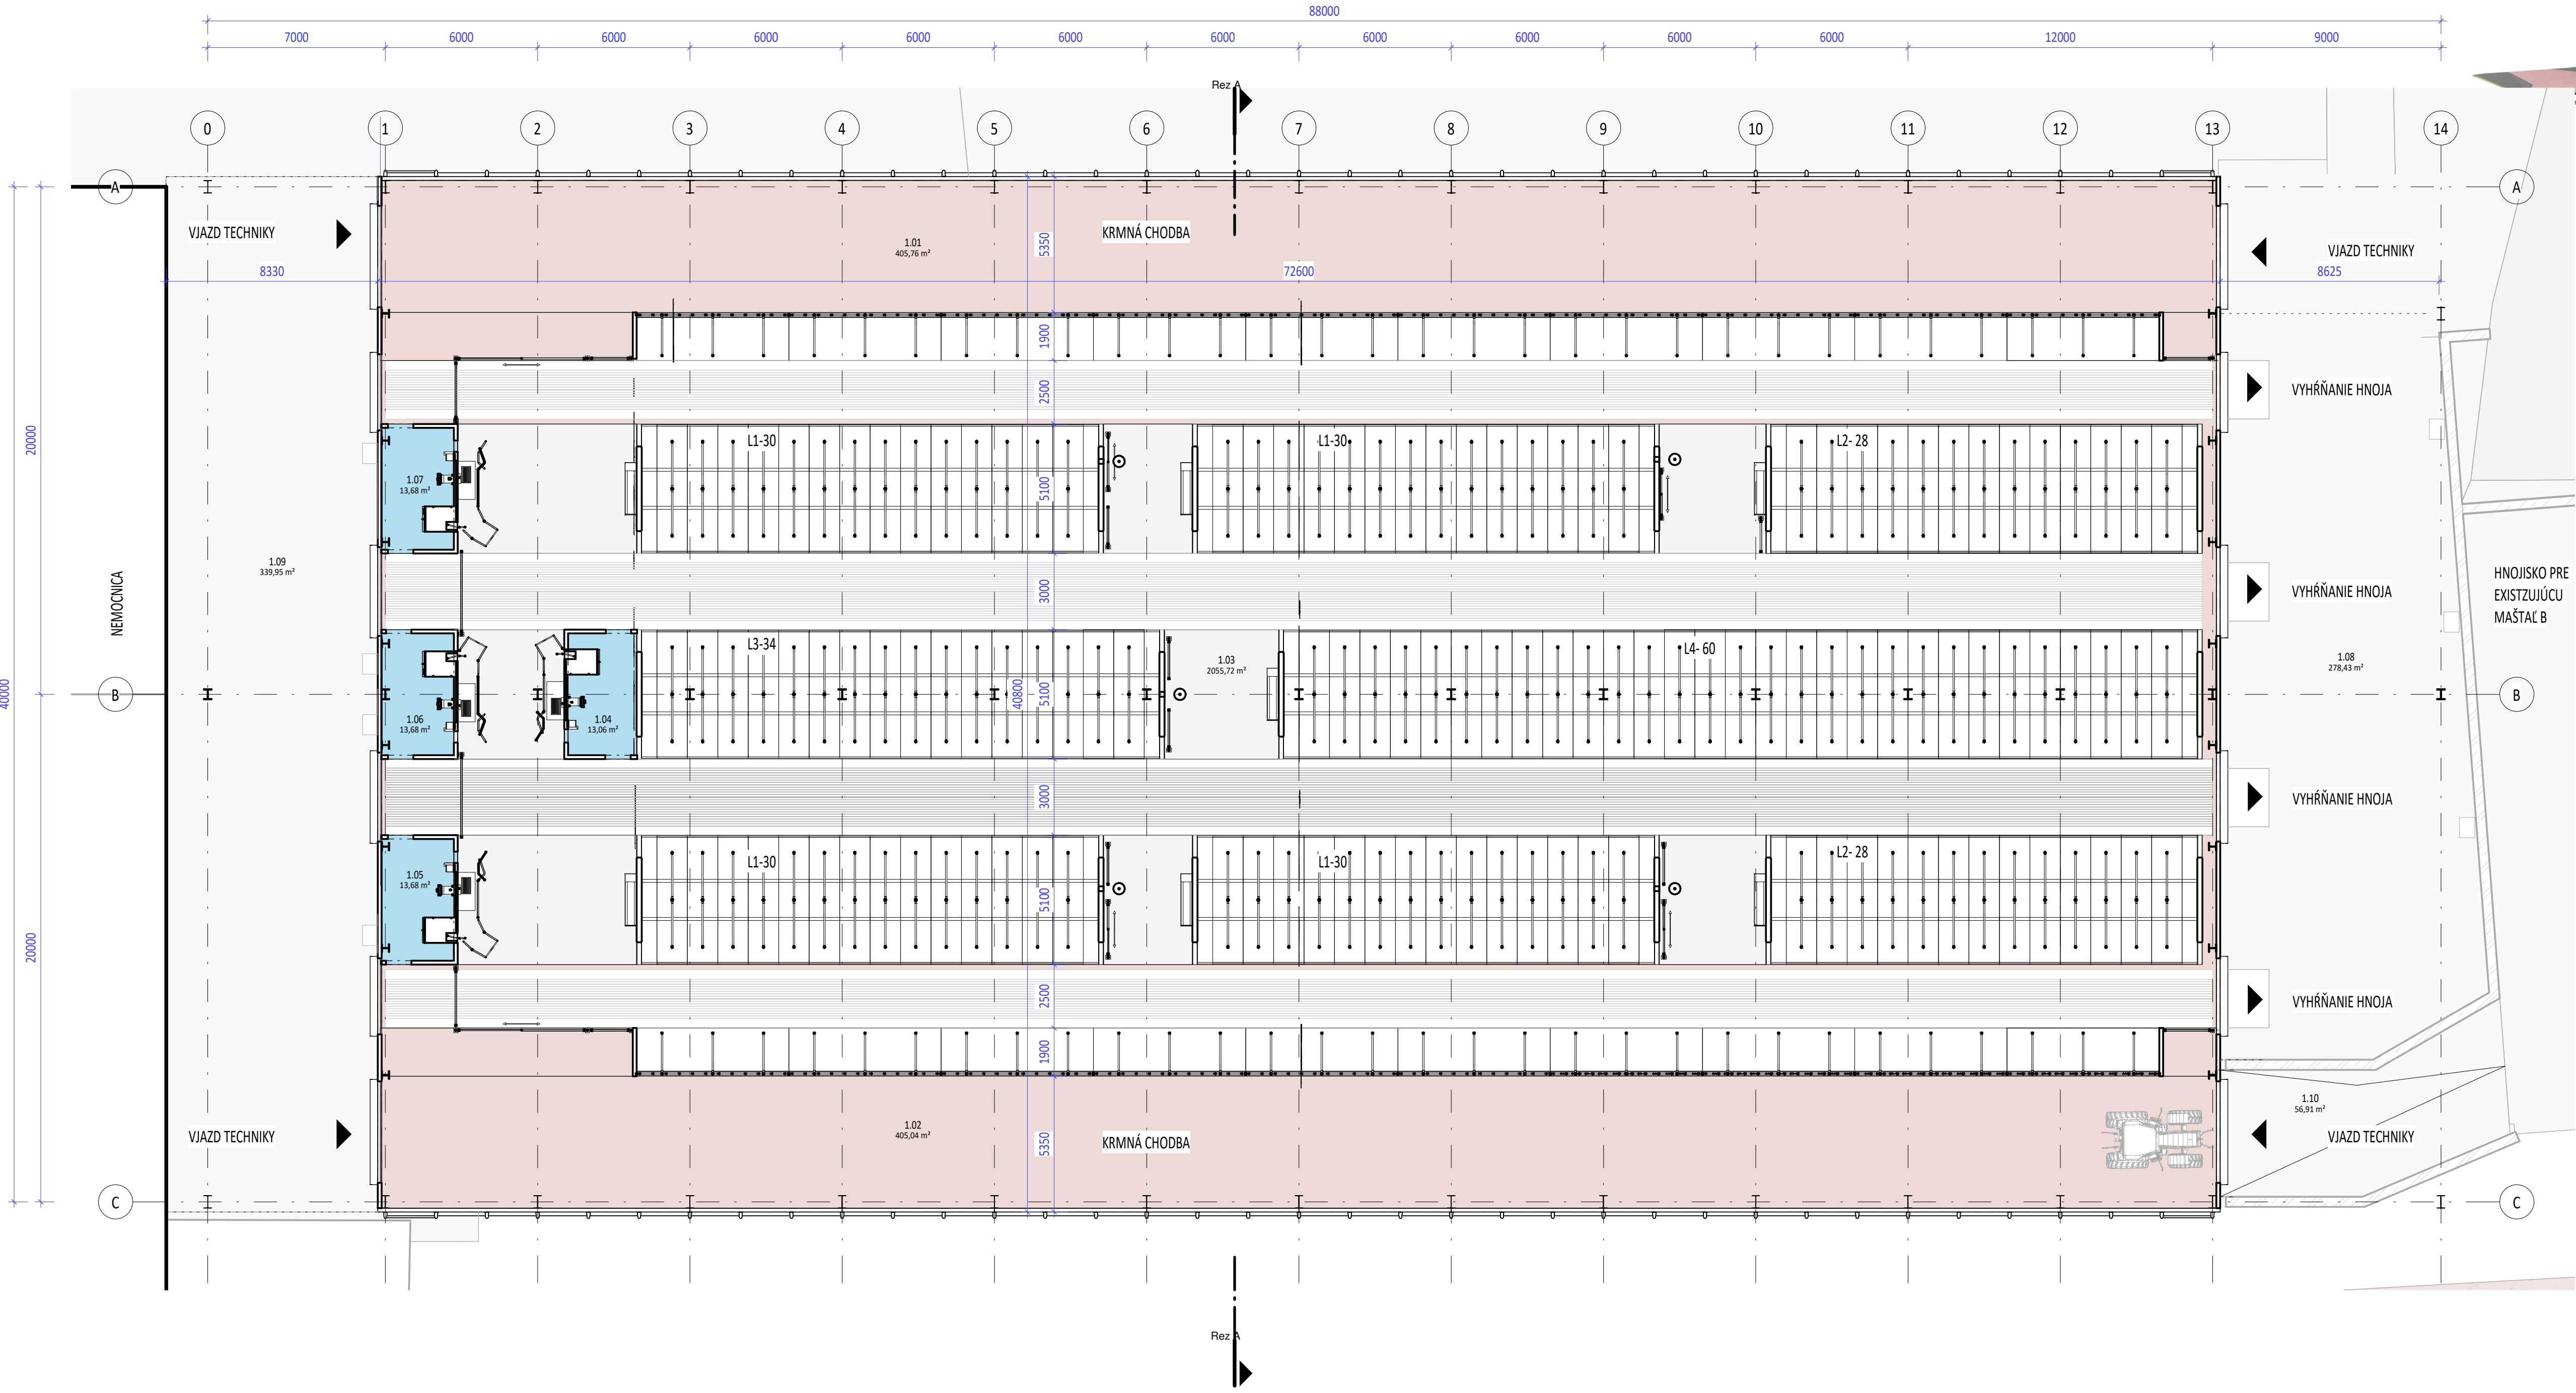 88000
7000 6000 6000 6000 6000 6000 6000 6000 6000 6000 6000 12000 9000
Rez A
0 1 2 3 4 5 6 7 8 9 10 11 12 13 14
A A
VJAZD TECHNIKY KRMNÁ CHODBA VJAZD TECHNIKY
1.01
405,76 m²
5350
8330 72600 8625
1900
2500 VYHŔŇANIE HNOJA
20000
L1-30 L1-30 L2- 28
1.07
13,68 m²
5100
1.09
339,95 m²
NEMOCNICA
3000 VYHŔŇANIE HNOJA
HNOJISKO PRE
EXISTZUJÚCU
MAŠTAĽ B
L3-34 L4- 60
1.03
2055,72 m²
1.08
278,43 m²
40000
B B
40800 5100
1.06
13,68 m²
1.04
13,06 m²
3000 VYHŔŇANIE HNOJA
L1-30 L1-30 L2- 28
1.05
13,68 m²
5100
20000
2500 VYHŔŇANIE HNOJA
1900
1.10
56,91 m²
1.02
405,04 m²
VJAZD TECHNIKY KRMNÁ CHODBA VJAZD TECHNIKY
5350
C C
Rez A